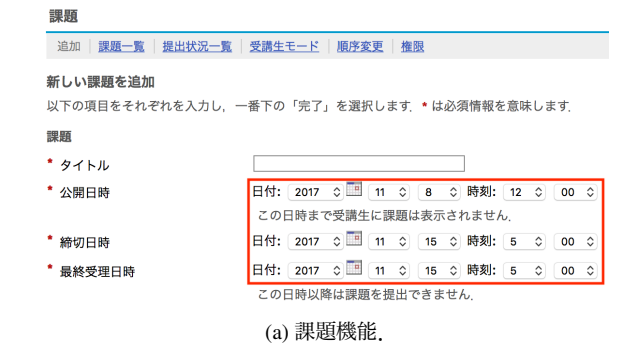 課題
追加 | 課題一覧 | 提出状況一覧 | 受講生モード | 順序変更 | 権限
新しい課題を追加
以下の項目をそれぞれを入力し，一番下の「完了」を選択します．* は必須情報を意味します．
課題
* タイトル
* 公開日時 日付: 2017 11 8 時刻: 12 00
この日時まで受講生に課題は表示されません．
* 締切日時 日付: 2017 11 15 時刻: 5 00
* 最終受理日時 日付: 2017 11 15 時刻: 5 00
この日時以降は課題を提出できません．
(a) 課題機能．